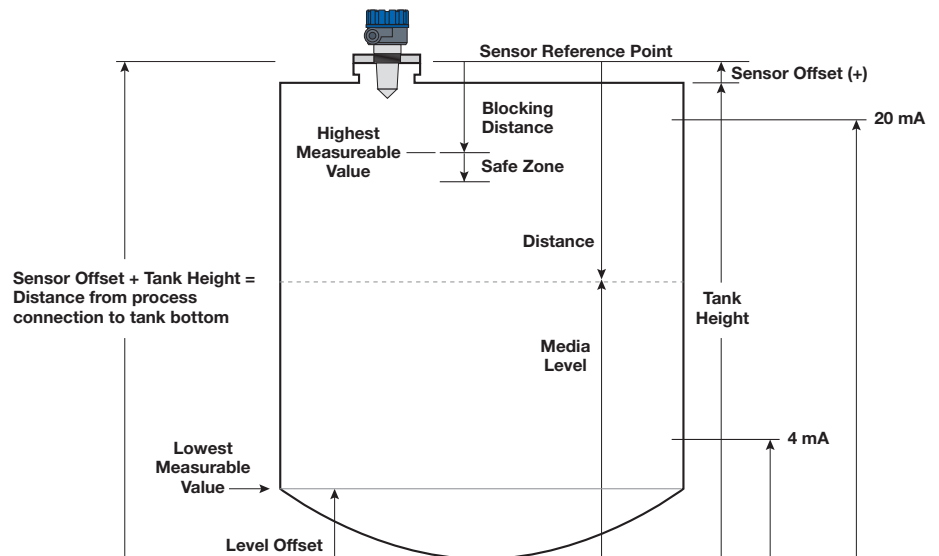 Sensor Reference Point
Sensor Offset (+)
Blocking
Distance
20 mA
Highest
Measureable
Value
Safe Zone
Distance
Sensor Offset + Tank Height =
Distance from process
connection to tank bottom
Tank
Height
Media
Level
4 mA
Lowest
Measurable
Value
Level Offset